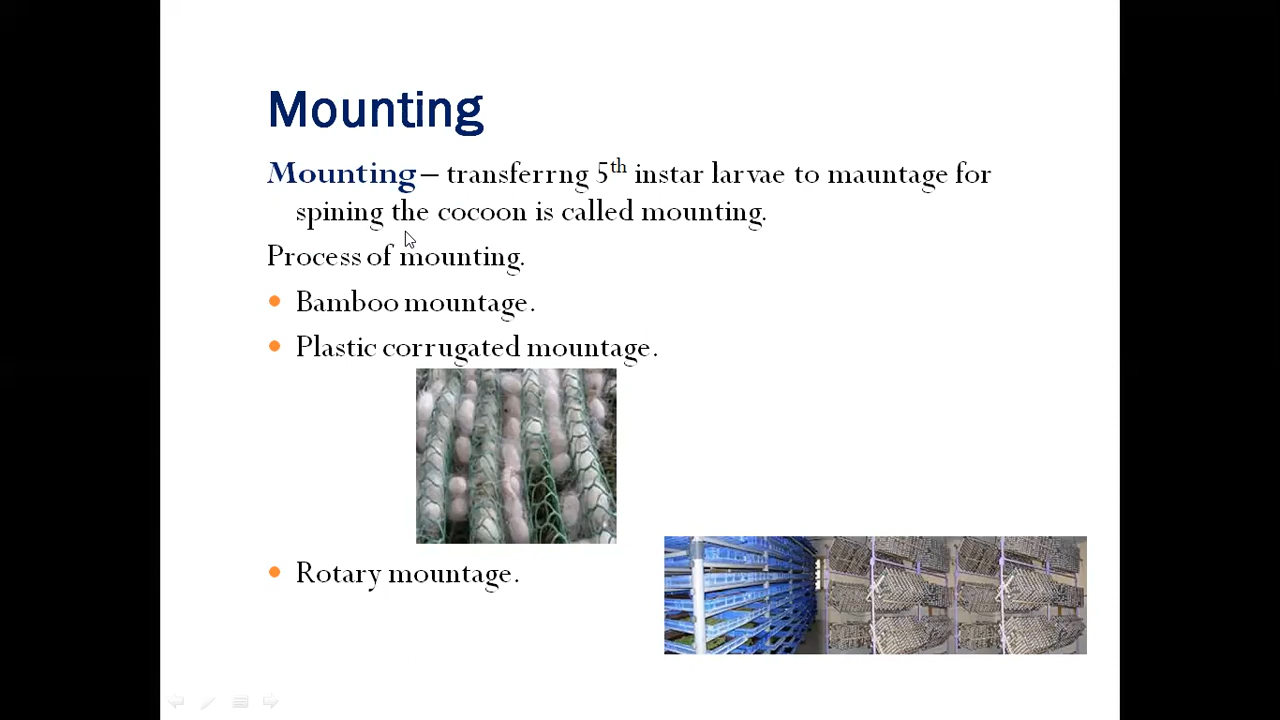 Mounting
Mounting – transferrng 5th instar larvae to mauntage for
spining the cocoon is called mounting.
Process of mounting.
Bamboo mountage.
Plastic corrugated mountage.
Rotary mountage.